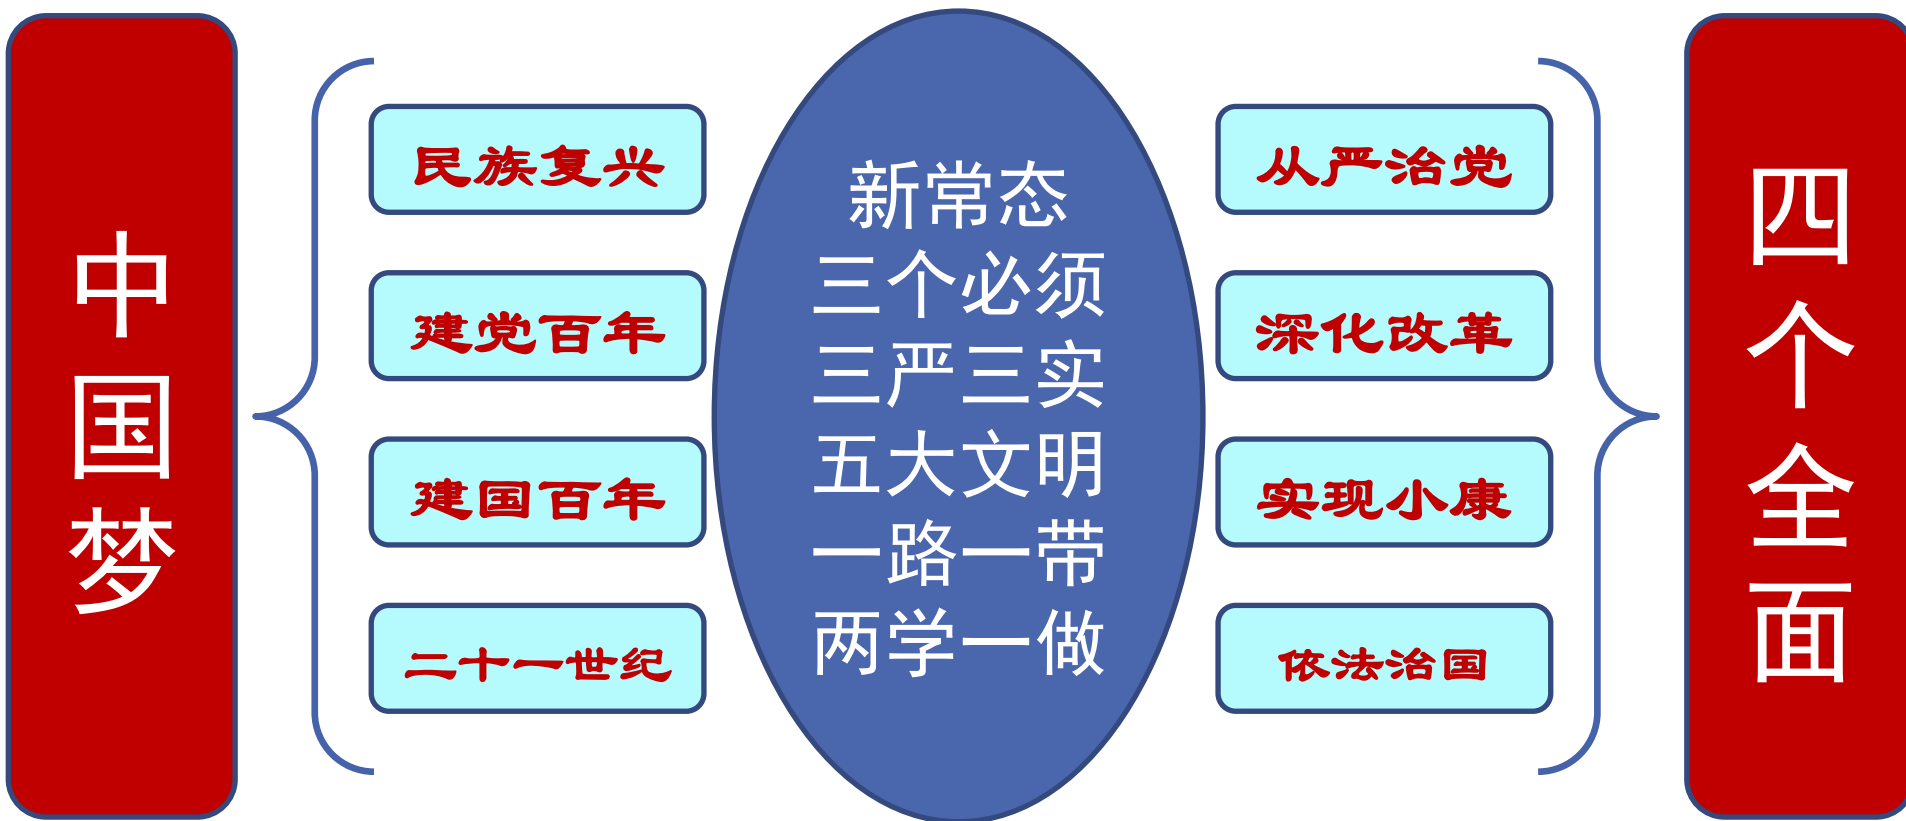 中国梦
民族复兴
建党百年
建国百年
二十一世纪
新常态
三个必须
三严三实
五大文明
一路一带
两学一做
从严治党
深化改革
实现小康
依法治国
四个全面